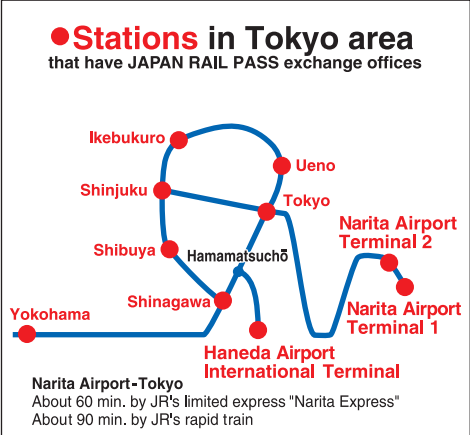 ●Stations in Tokyo area
that have JAPAN RAIL PASS exchange offices
Ikebukuro
Ueno
Shinjuku
Tokyo
Narita Airport
Terminal 2
Shibuya
Hamamatsuchō
Shinagawa
Narita Airport
Terminal 1
Yokohama
Haneda Airport
International Terminal
Narita Airport-Tokyo
About 60 min. by JR's limited express "Narita Express"
About 90 min. by JR's rapid train